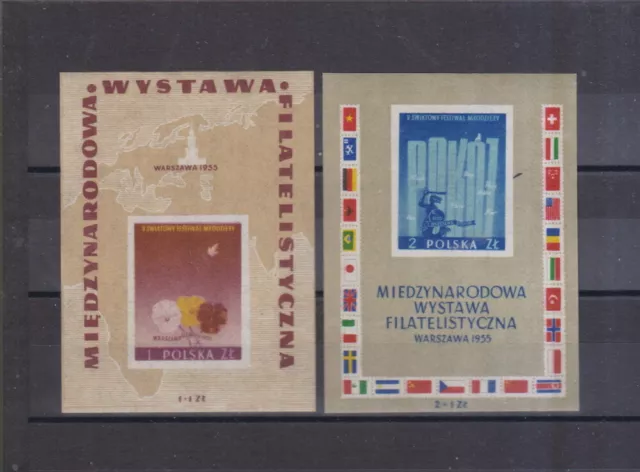 MIĘDZYNARODOWA • WYSTAWA • FILATELISTYCZNA
WARSZAWA 1955
V ŚWIATOWY FESTIWAL MŁODZIEŻY
WARSZAWA
1 POLSKA ZŁ
1+1 ZŁ
V ŚWIATOWY FESTIWAL MŁODZIEŻY
POKÓJ
2 POLSKA ZŁ
MIĘDZYNARODOWA
WYSTAWA
FILATELISTYCZNA
WARSZAWA 1955
2+1 ZŁ